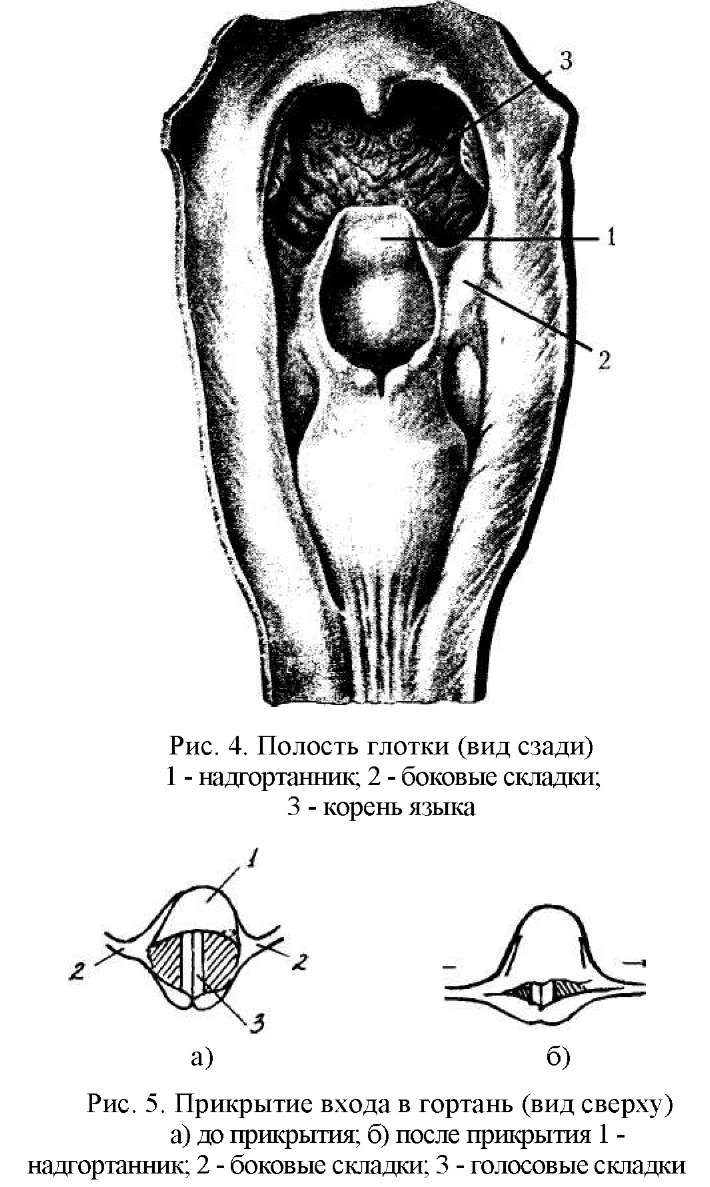 3
1
2
Рис. 4. Полость глотки (вид сзади)
1 - надгортанник; 2 - боковые складки;
3 - корень языка
1
2
2
3
а)
б)
Рис. 5. Прикрытие входа в гортань (вид сверху)
а) до прикрытия; б) после прикрытия 1 -
надгортанник; 2 - боковые складки; 3 - голосовые складки